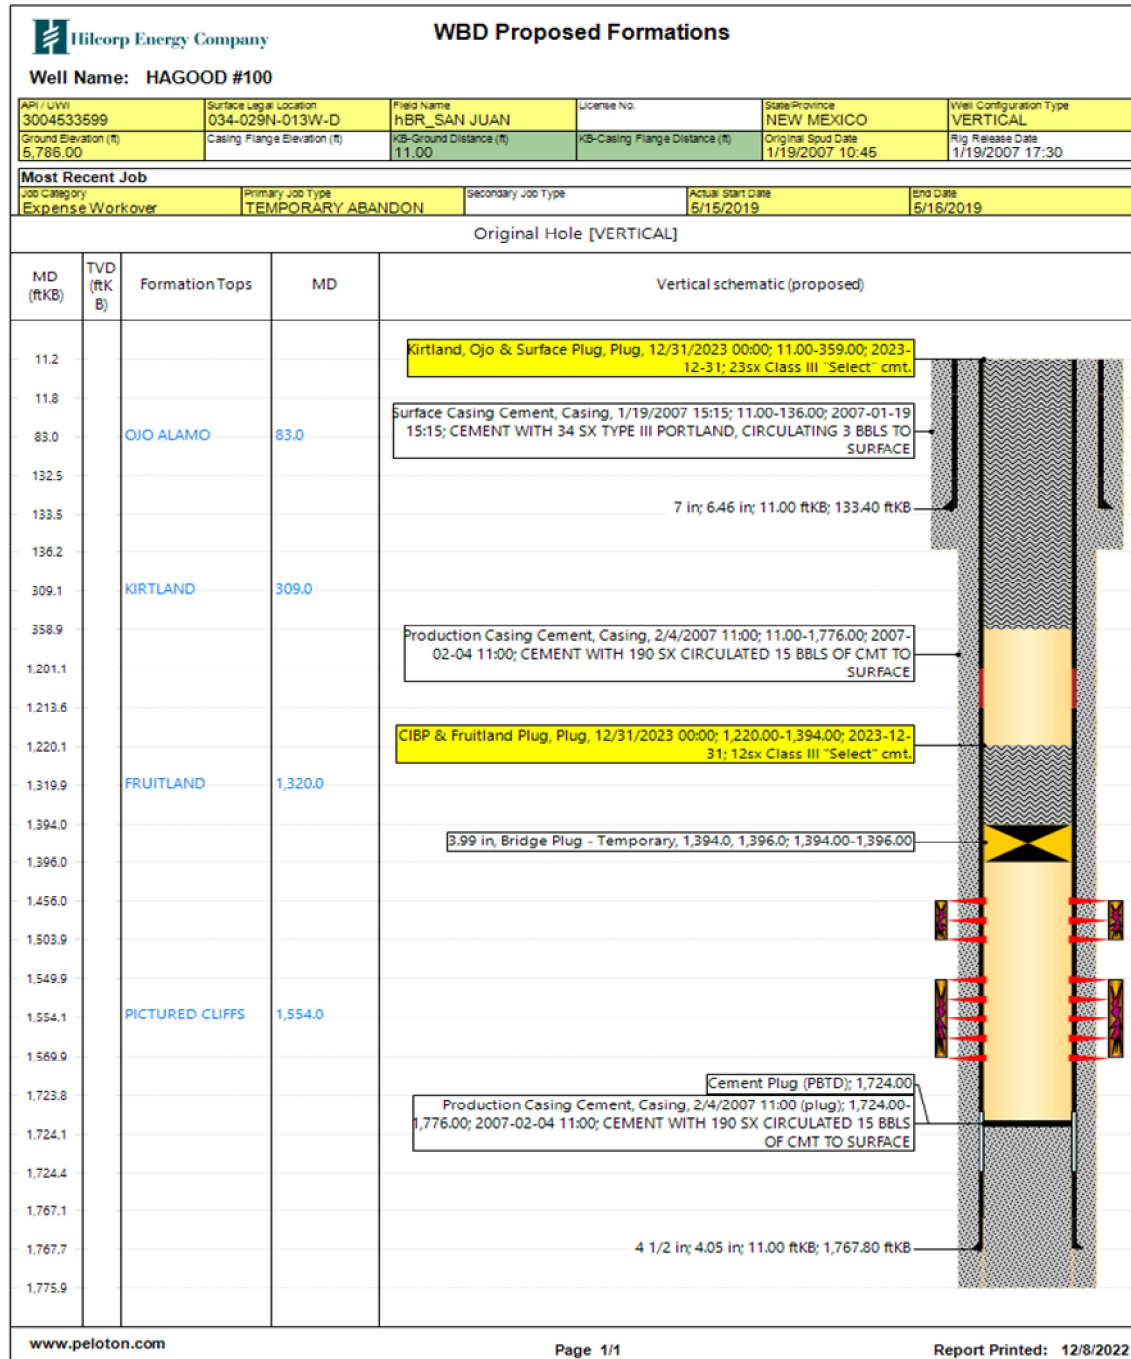 Hilcorp Energy Company
WBD Proposed Formations
Well Name: HAGOOD #100
API / UWI
3004533599
Surface Legal Location
034-029N-013W-D
Field Name
hBR_SAN JUAN
License No.
State/Province
NEW MEXICO
Well Configuration Type
VERTICAL
Ground Elevation (ft)
5,786.00
Casing Flange Elevation (ft)
KB-Ground Distance (ft)
11.00
KB-Casing Flange Distance (ft)
Original Spud Date
1/19/2007 10:45
Rig Release Date
1/19/2007 17:30
Most Recent Job
Job Category
Expense Workover
Primary Job Type
TEMPORARY ABANDON
Secondary Job Type
Actual Start Date
5/15/2019
End Date
5/16/2019
Original Hole [VERTICAL]
MD
(ftKB)
TVD
(ftK
B)
Formation Tops
MD
Vertical schematic (proposed)
11.2
Kirtland, Ojo & Surface Plug, Plug, 12/31/2023 00:00; 11.00-359.00; 2023-
12-31; 23sx Class III "Select" cmt.
11.8
Surface Casing Cement, Casing, 1/19/2007 15:15; 11.00-136.00; 2007-01-19
15:15; CEMENT WITH 34 SX TYPE III PORTLAND, CIRCULATING 3 BBLS TO
SURFACE
83.0
OJO ALAMO
83.0
132.5
133.5
7 in; 6.46 in; 11.00 ftKB; 133.40 ftKB
136.2
309.1
KIRTLAND
309.0
358.9
Production Casing Cement, Casing, 2/4/2007 11:00; 11.00-1,776.00; 2007-
02-04 11:00; CEMENT WITH 190 SX CIRCULATED 15 BBLS OF CMT TO
SURFACE
1,201.1
1,213.6
1,220.1
CIBP & Fruitland Plug, Plug, 12/31/2023 00:00; 1,220.00-1,394.00; 2023-12-
31; 12sx Class III "Select" cmt.
1,319.9
FRUITLAND
1,320.0
1,394.0
3.99 in, Bridge Plug - Temporary, 1,394.0, 1,396.0; 1,394.00-1,396.00
1,396.0
1,456.0
1,503.9
1,549.9
1,554.1
PICTURED CLIFFS
1,554.0
1,569.9
1,723.8
Cement Plug (PBTD); 1,724.00
Production Casing Cement, Casing, 2/4/2007 11:00 (plug); 1,724.00-
1,776.00; 2007-02-04 11:00; CEMENT WITH 190 SX CIRCULATED 15 BBLS
OF CMT TO SURFACE
1,724.1
1,724.4
1,767.1
1,767.7
4 1/2 in; 4.05 in; 11.00 ftKB; 1,767.80 ftKB
1,775.9
www.peloton.com
Page 1/1
Report Printed: 12/8/2022